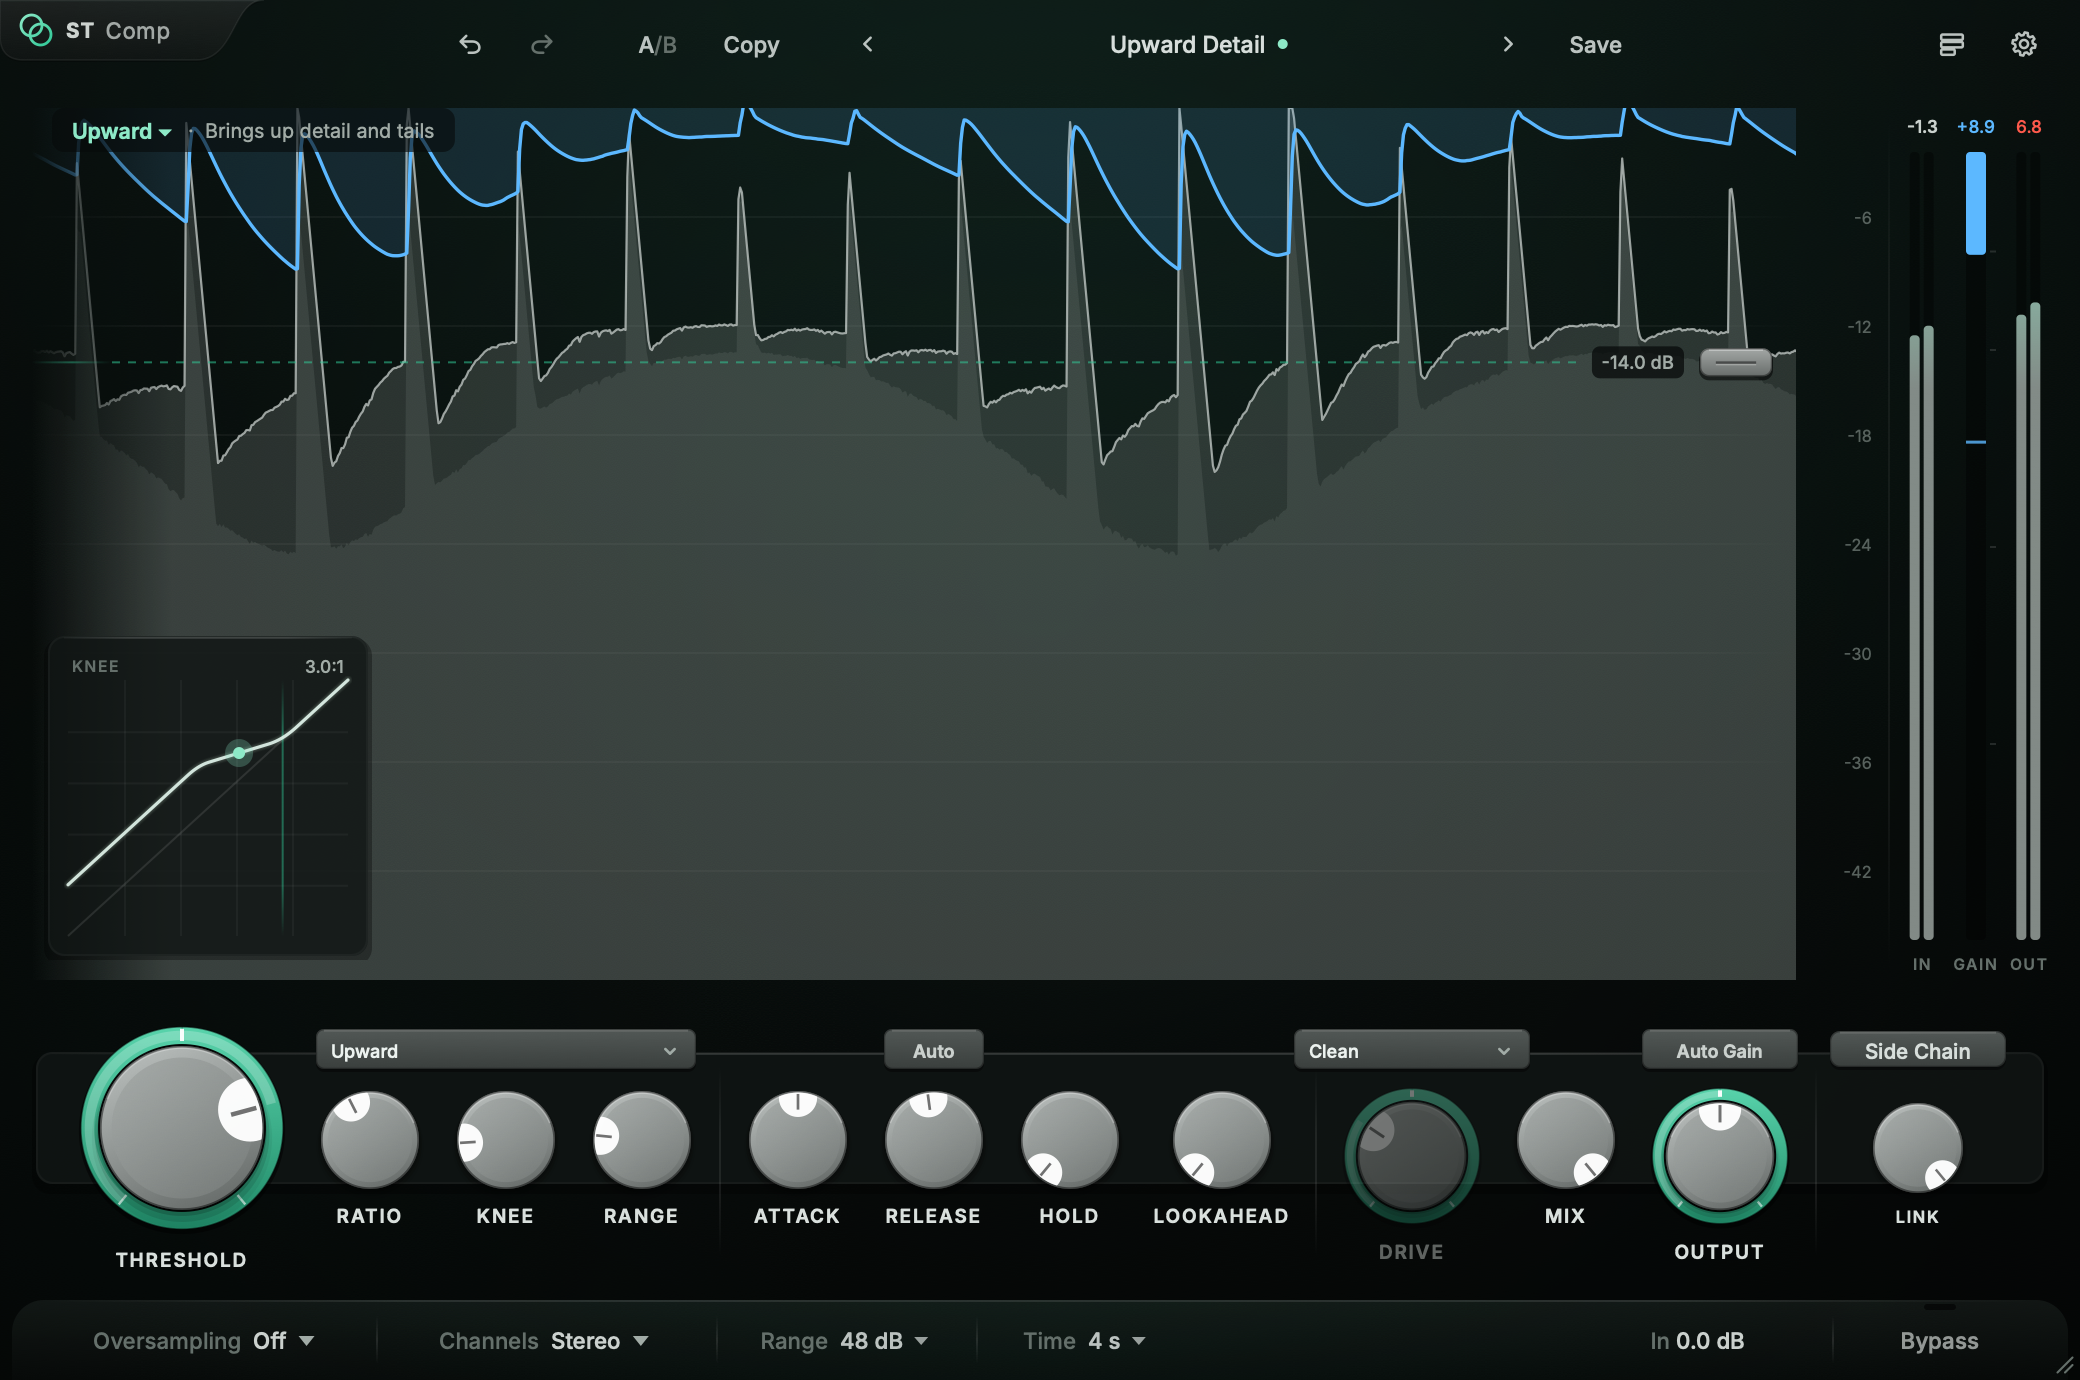 ST Comp
A/B Copy Upward Detail Save
Upward · Brings up detail and tails
-1.3 +8.9 6.8
-6
-12
-14.0 dB
-18
-24
-30
-36
-42
KNEE 3.0:1
IN GAIN OUT
Upward Auto Clean Auto Gain Side Chain
THRESHOLD RATIO KNEE RANGE ATTACK RELEASE HOLD LOOKAHEAD DRIVE MIX OUTPUT LINK
Oversampling Off Channels Stereo Range 48 dB Time 4 s In 0.0 dB Bypass